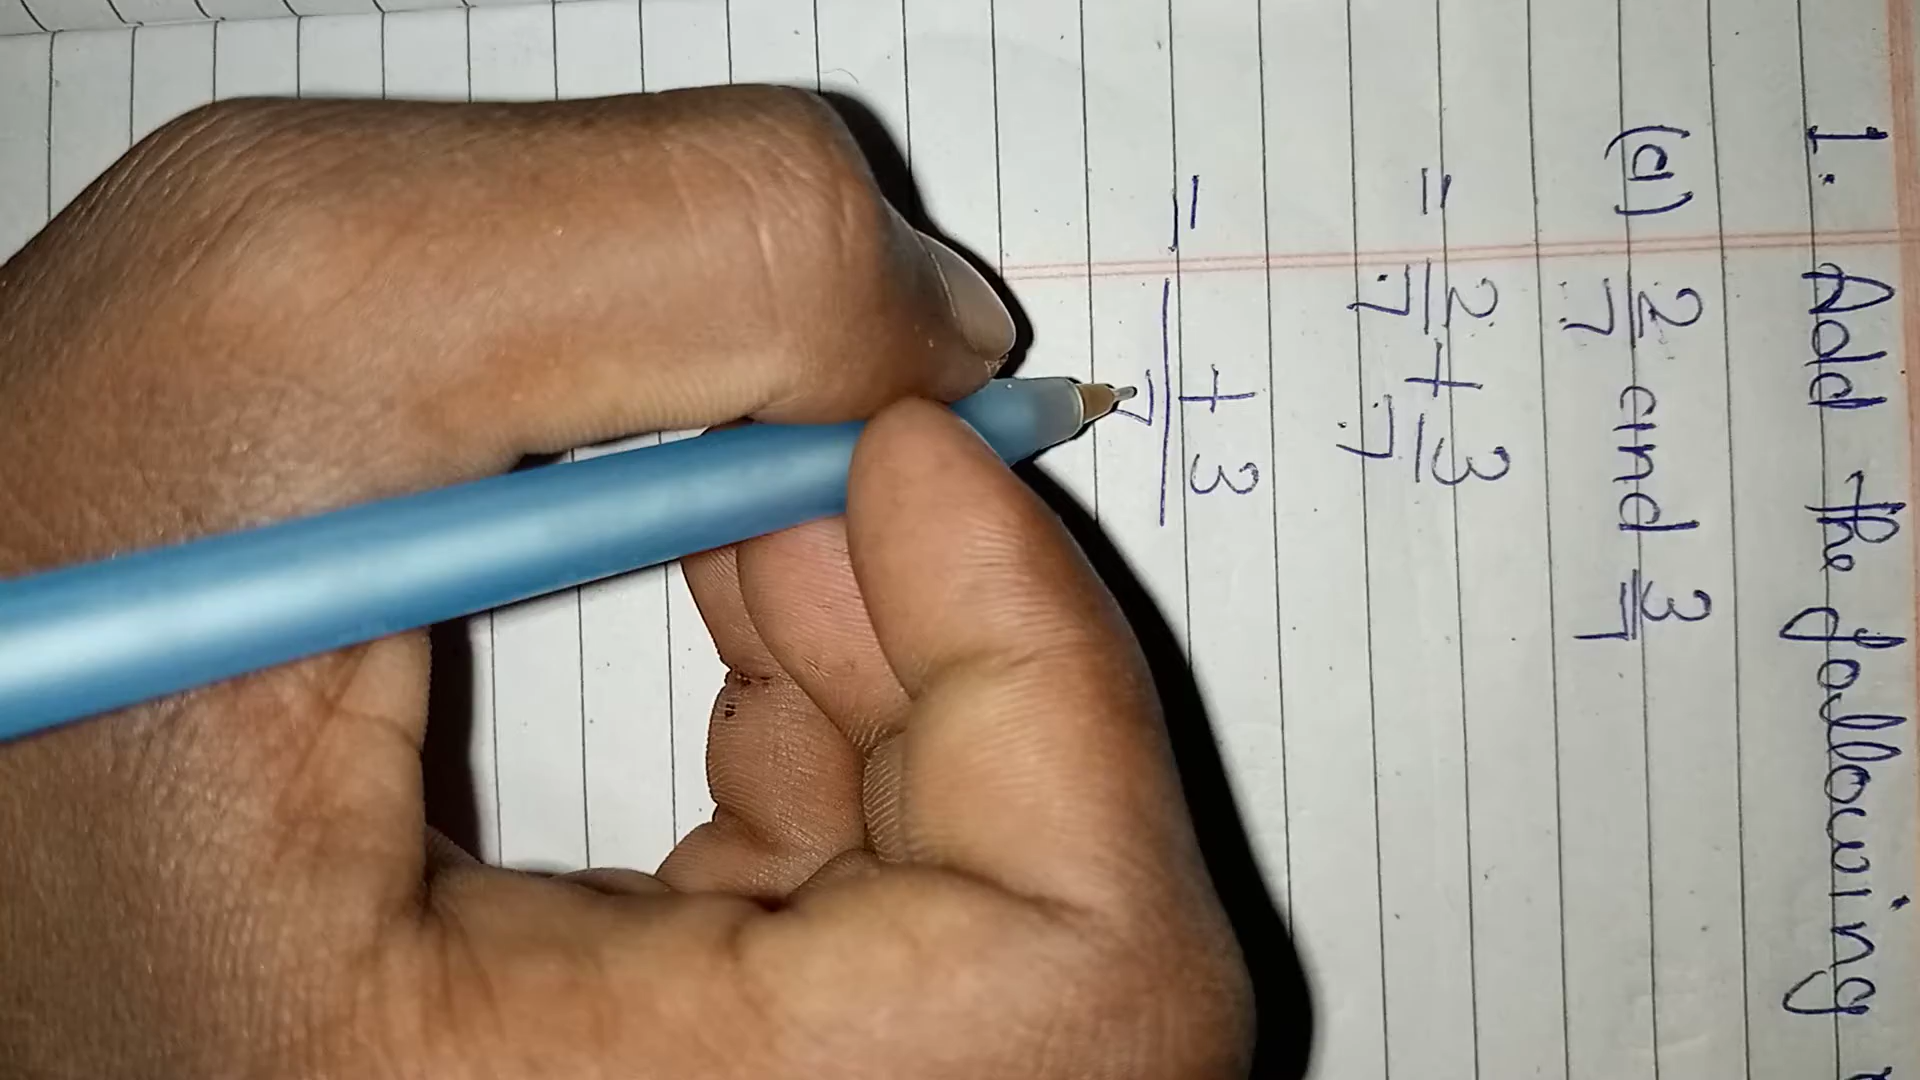 1. Add the following
(a) 2/7 and 3/7
= 2/7 + 3/7
= + 3 / 7